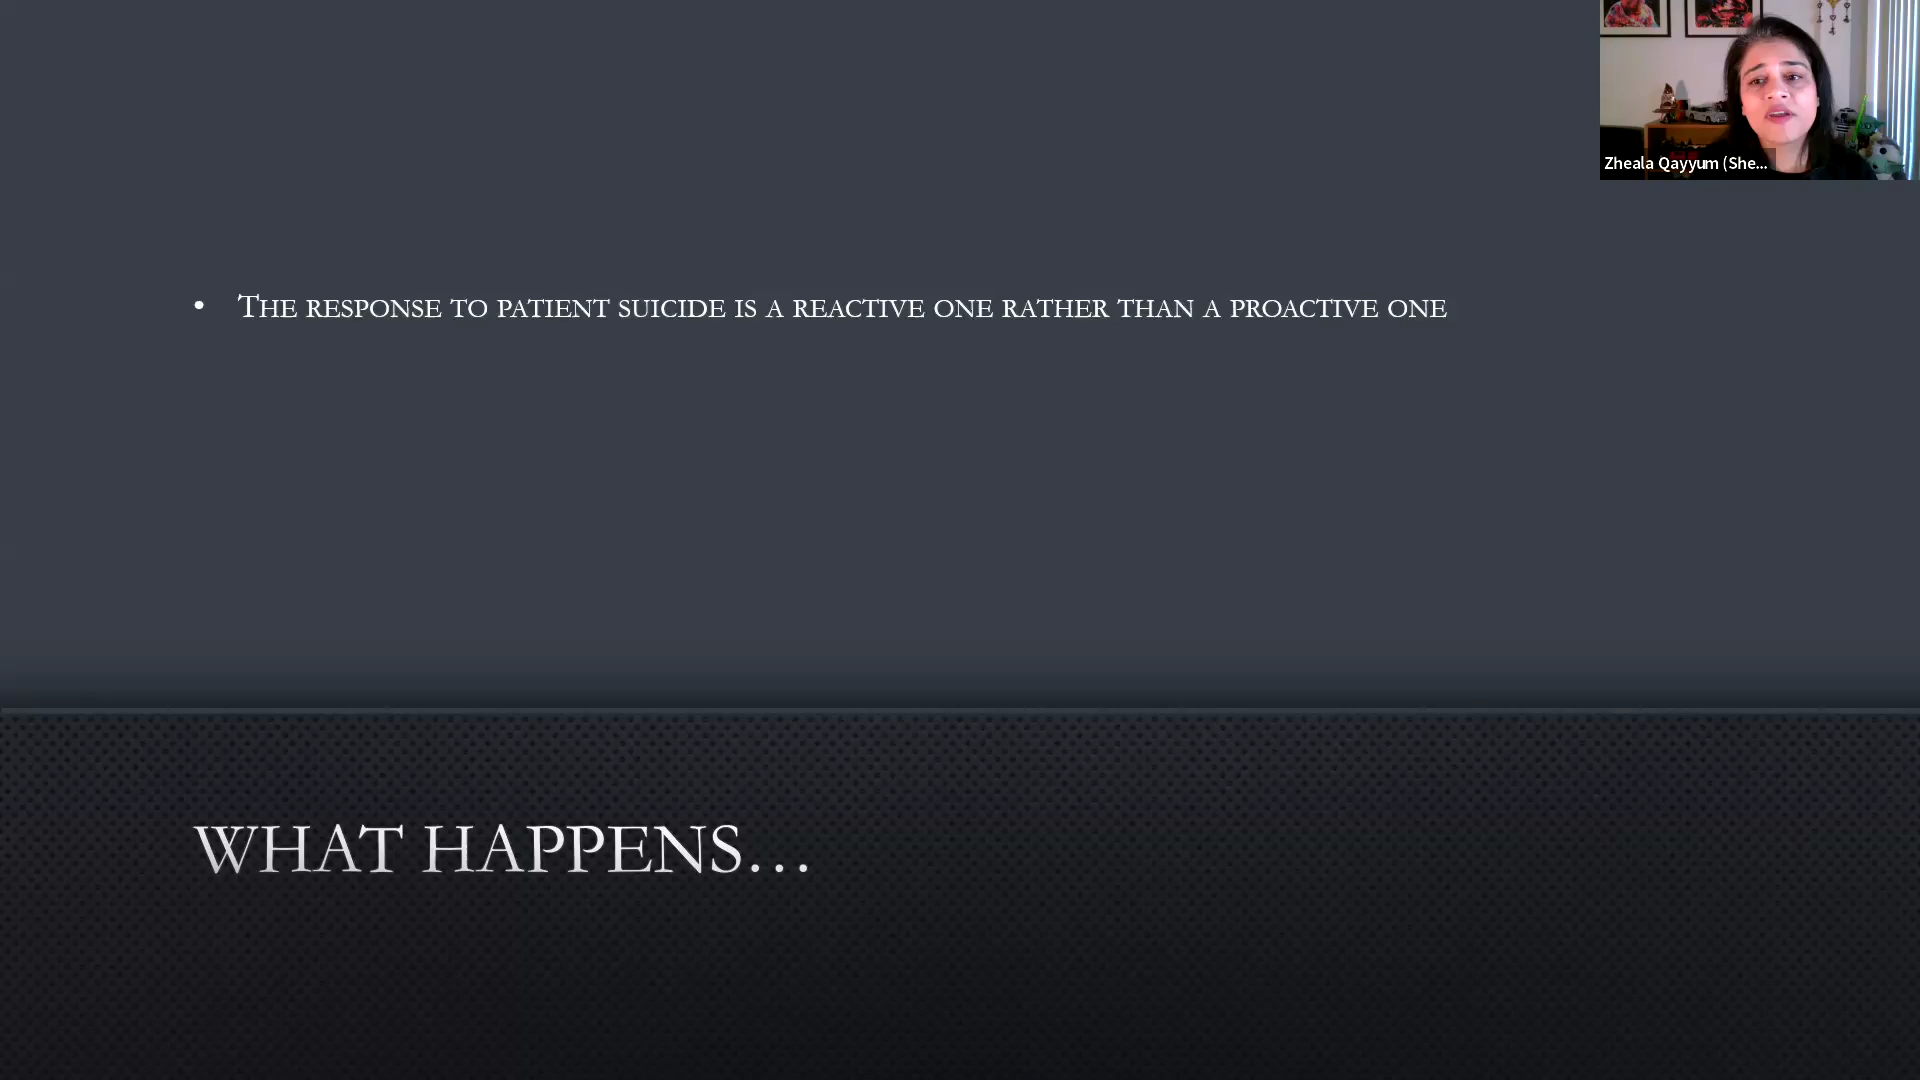 Zheala Qayyum (She...
• The response to patient suicide is a reactive one rather than a proactive one
WHAT HAPPENS...